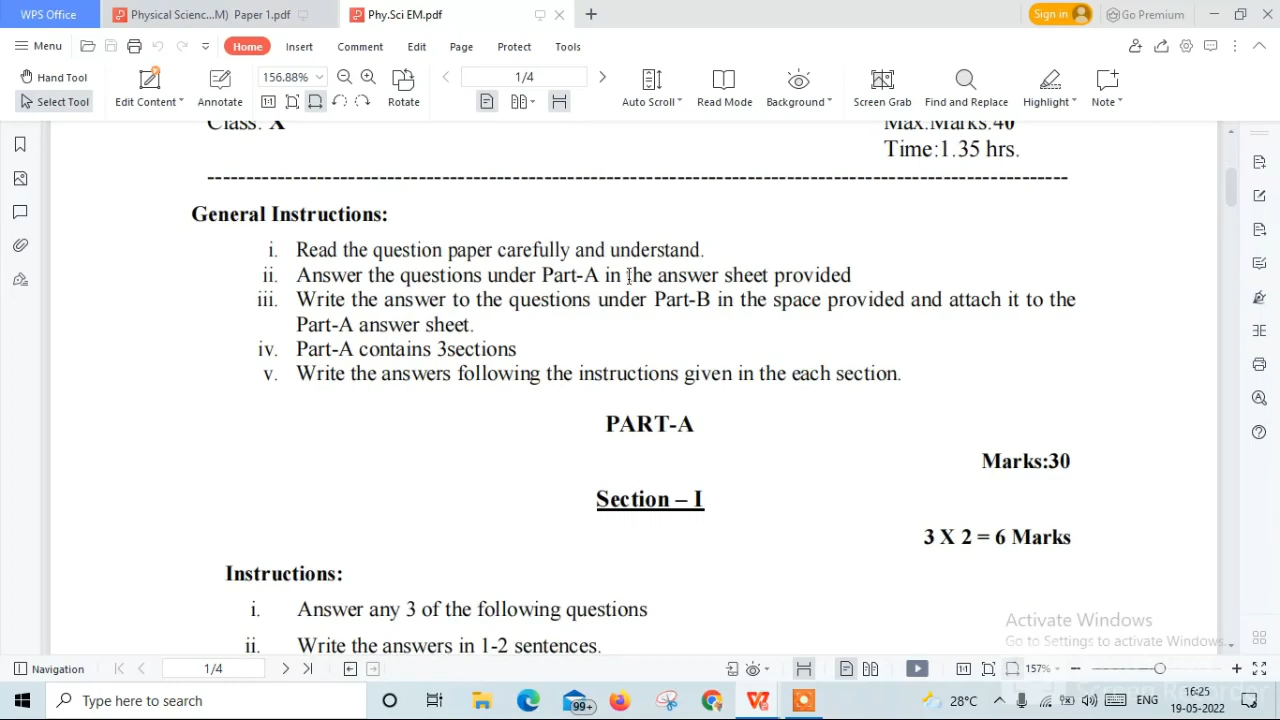 WPS Office
Physical Scienc...M) Paper 1.pdf
Phy.Sci EM.pdf
Sign in
Go Premium
Menu
Home Insert Comment Edit Page Protect Tools
Hand Tool
Select Tool
Edit Content
Annotate
156.88%
Rotate
1/4
Auto Scroll
Read Mode
Background
Screen Grab
Find and Replace
Highlight
Note
Class: X
Max.Marks:40
Time:1.35 hrs.
General Instructions:
i. Read the question paper carefully and understand.
ii. Answer the questions under Part-A in the answer sheet provided
iii. Write the answer to the questions under Part-B in the space provided and attach it to the
Part-A answer sheet.
iv. Part-A contains 3sections
v. Write the answers following the instructions given in the each section.
PART-A
Marks:30
Section – I
3 X 2 = 6 Marks
Instructions:
i. Answer any 3 of the following questions
ii. Write the answers in 1-2 sentences.
Activate Windows
Go to Settings to activate Windows.
Navigation
1/4
157%
Type here to search
99+
28°C
ENG
16:25
19-05-2022